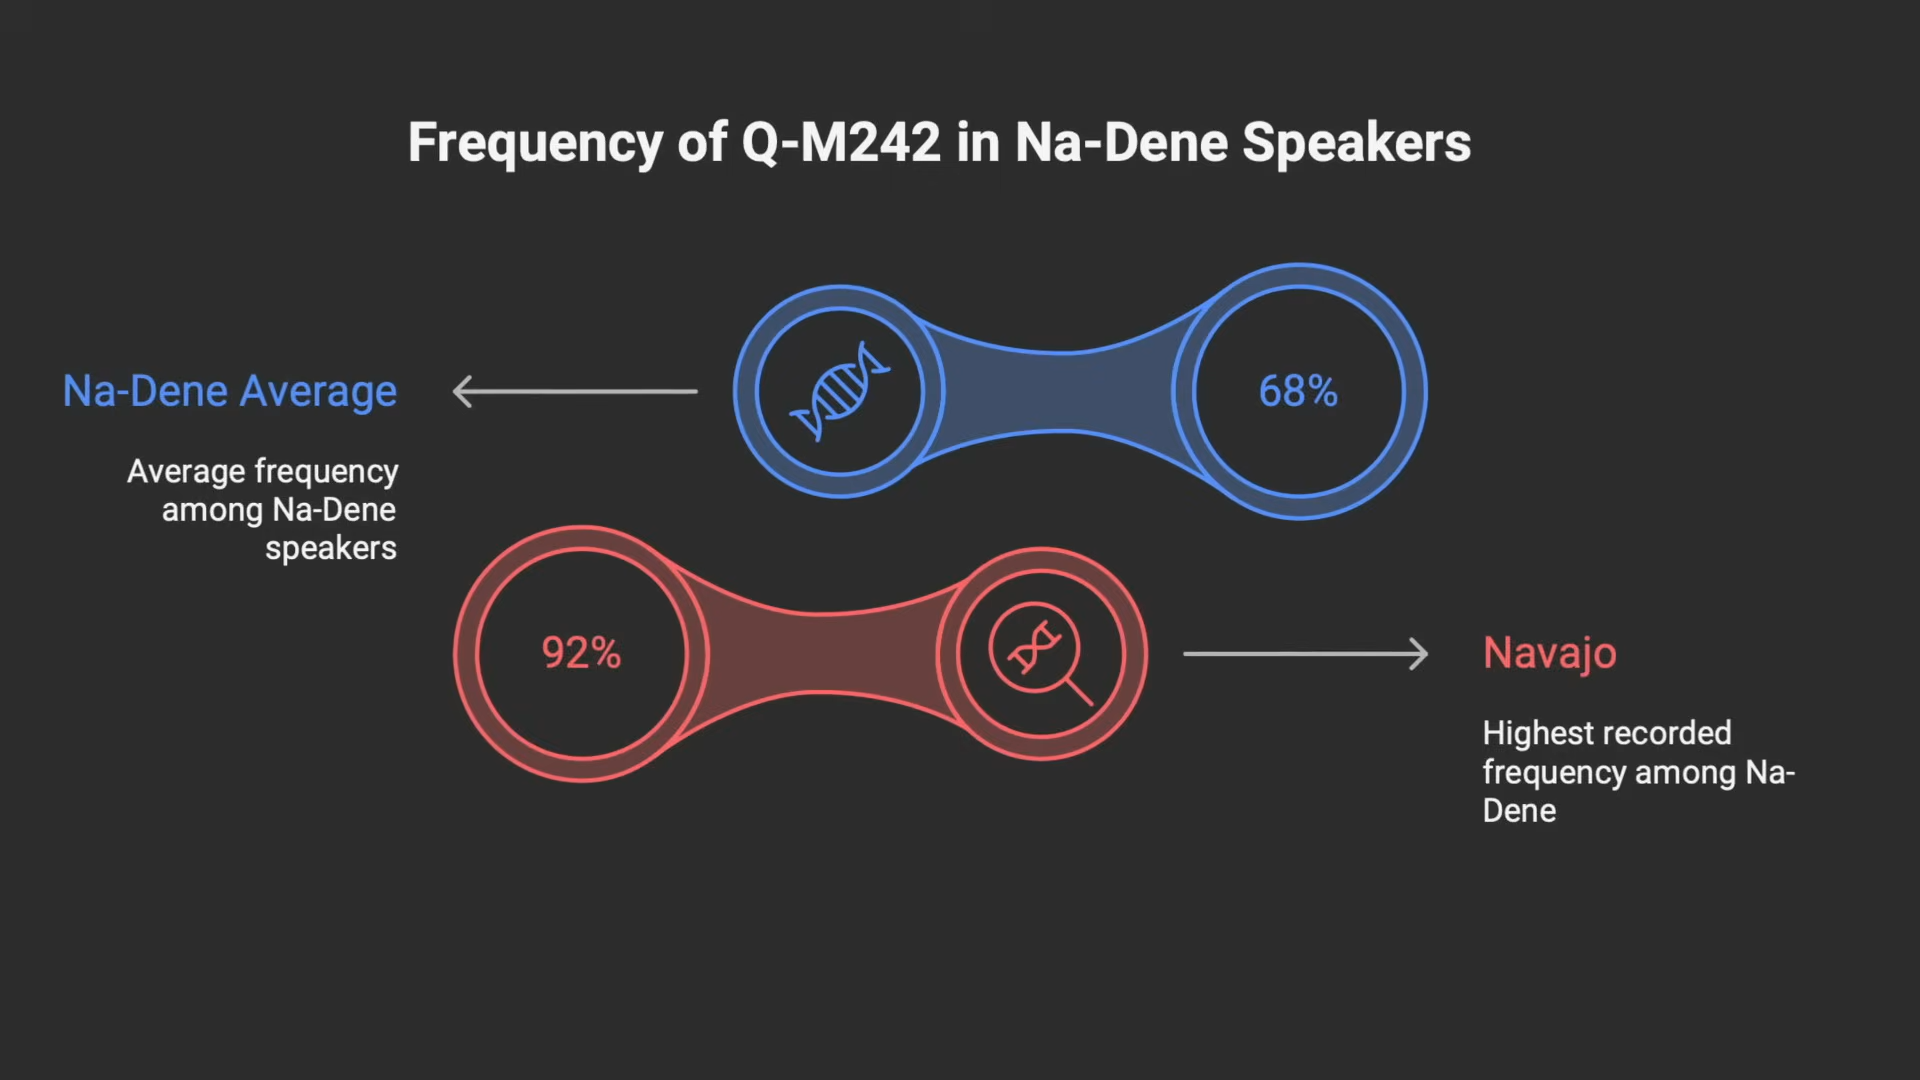 Frequency of Q-M242 in Na-Dene Speakers
Na-Dene Average
Average frequency
among Na-Dene
speakers
68%
92%
Navajo
Highest recorded
frequency among Na-
Dene